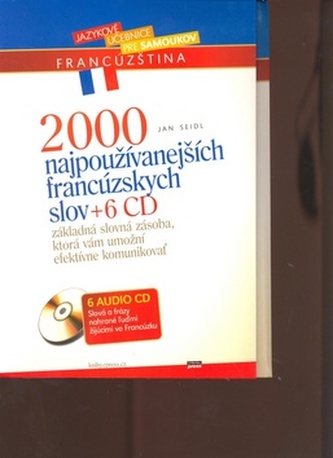 JAZYKOVÉ
UČEBNICE
PRE SAMOUKOV
FRANCÚZŠTINA
2000
JAN SEIDL
najpoužívanejších
francúzskych
slov+6 CD
základná slovná zásoba,
ktorá vám umožní
efektívne komunikovať
6 AUDIO CD
Slová a frázy
nahrané ľuďmi
žijúcimi vo Francúzku
press